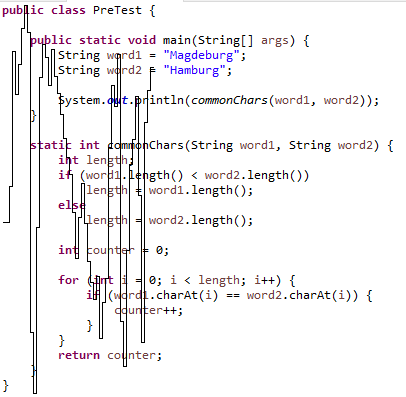 public class PreTest {
public static void main(String[] args) {
String word1 = "Magdeburg";
String word2 = "Hamburg";
System.out.println(commonChars(word1, word2));
}
static int commonChars(String word1, String word2) {
int length;
if (word1.length() < word2.length())
length = word1.length();
else
length = word2.length();
int counter = 0;
for (int i = 0; i < length; i++) {
if (word1.charAt(i) == word2.charAt(i)) {
counter++;
}
}
return counter;
}
}